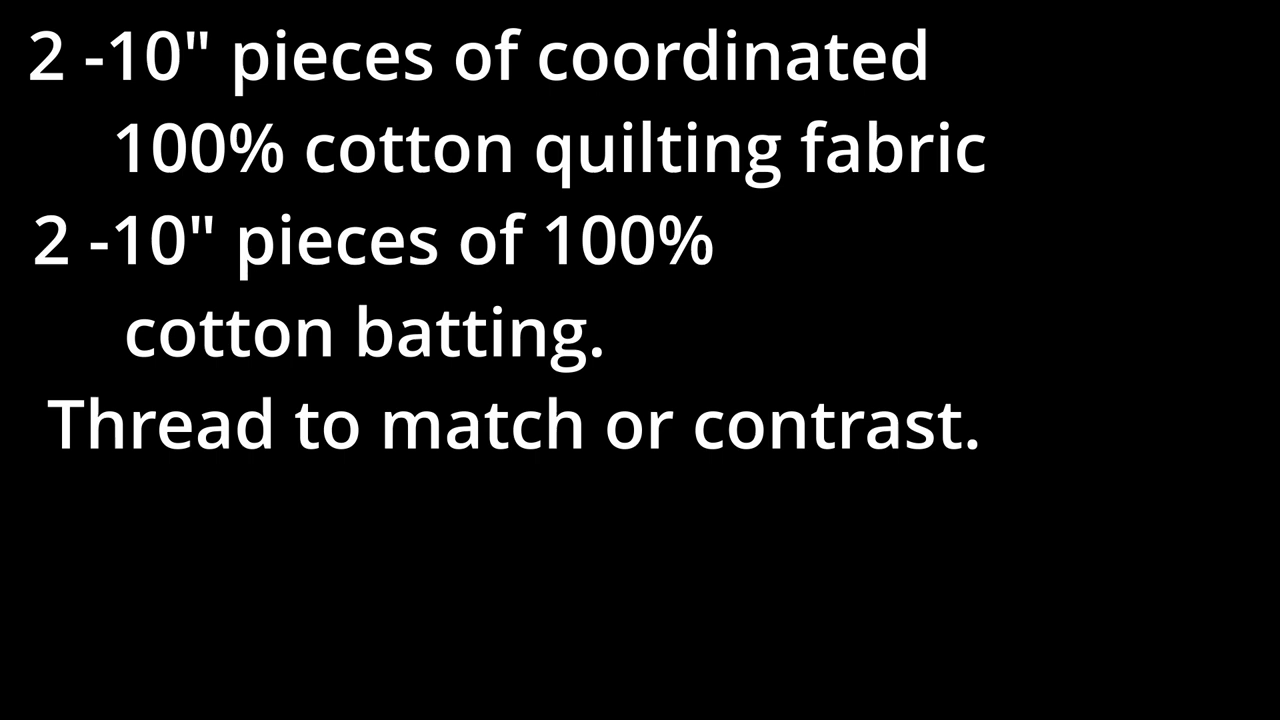 2 -10" pieces of coordinated
100% cotton quilting fabric
2 -10" pieces of 100%
cotton batting.
Thread to match or contrast.